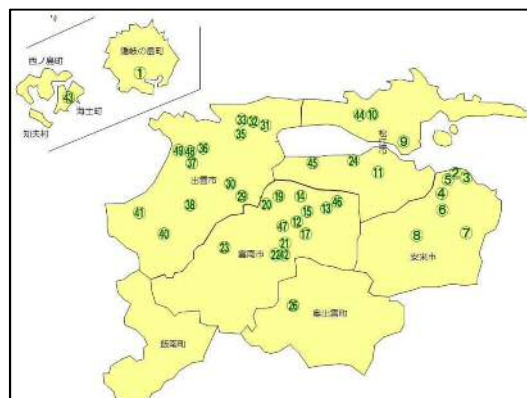 西ノ島町
隠岐の島町
①
㊸
海士町
知夫村
㉝ ㉜ ㉛
㉟
㊹ ⑩
松江市
⑨
㊾ ㊽ ㊱
㊲
出雲市
㊺ ㉔
⑪
② ③
⑤
④
⑥
㉚
㉙
⑳ ⑲ ⑭
⑮ ⑬ ㊻
㊶
㊳
㊵
㊼ ⑫
⑰
㉓
雲南市
㉑
㉒ ㊷
⑧
⑦
安来市
㉖
奥出雲町
飯南町